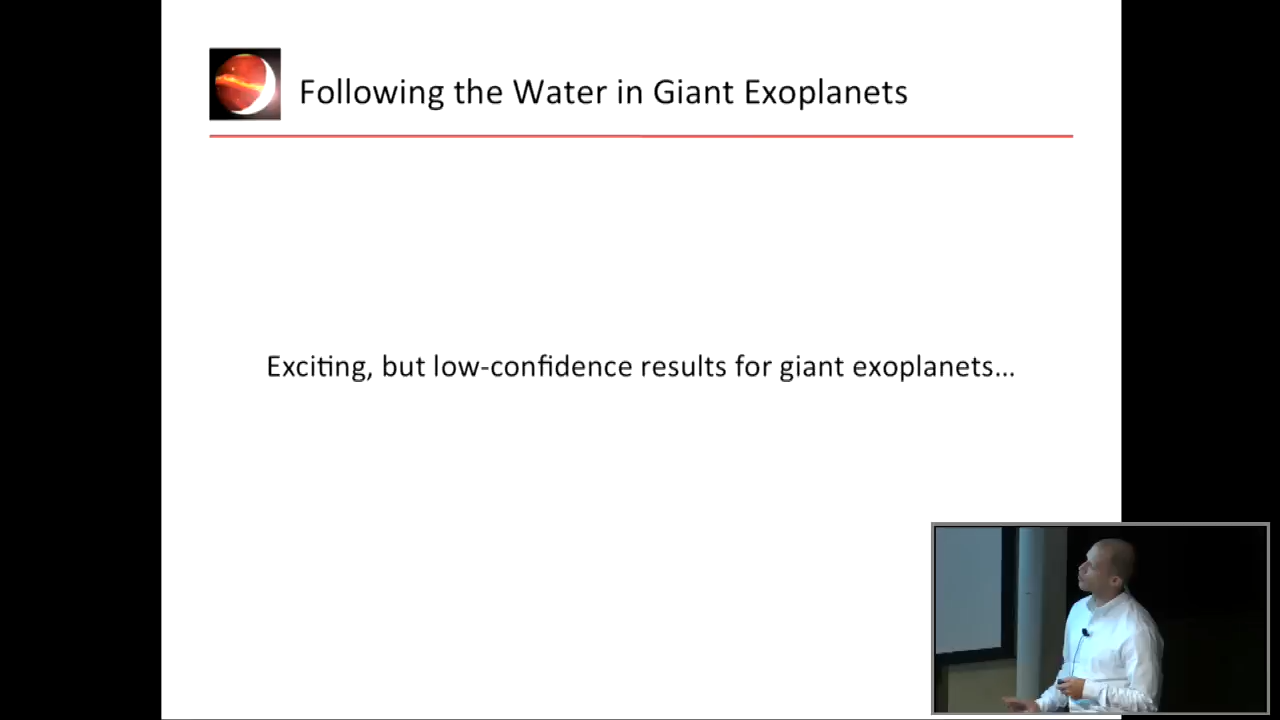 Following the Water in Giant Exoplanets
Exciting, but low-confidence results for giant exoplanets...